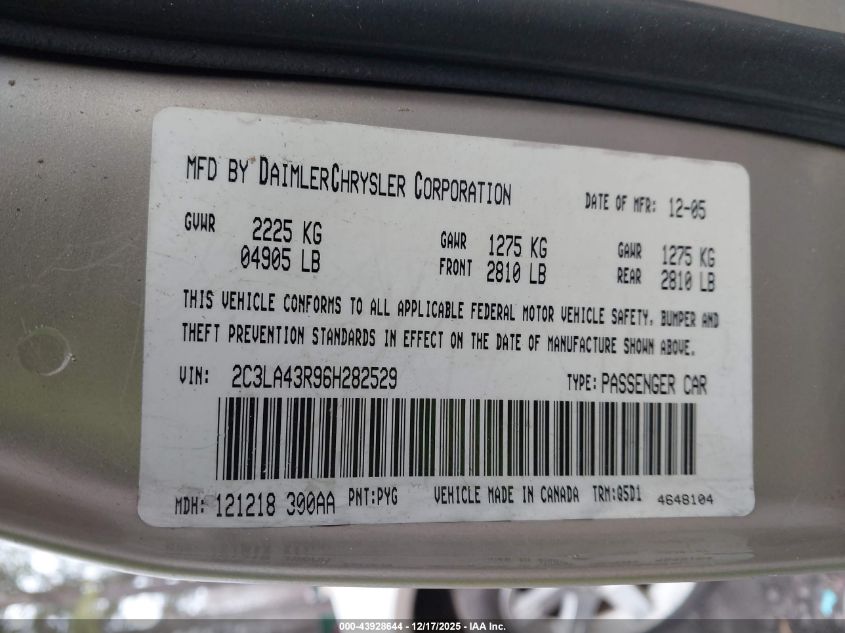 MFD BY DAIMLERCHRYSLER CORPORATION DATE OF MFR: 12-05
GVWR 2225 KG GAWR 1275 KG GAWR 1275 KG
04905 LB FRONT 2810 LB REAR 2810 LB
THIS VEHICLE CONFORMS TO ALL APPLICABLE FEDERAL MOTOR VEHICLE SAFETY, BUMPER AND
THEFT PREVENTION STANDARDS IN EFFECT ON THE DATE OF MANUFACTURE SHOWN ABOVE.
VIN: 2C3LA43R96H282529 TYPE: PASSENGER CAR
MDH: 121218 300AA PNT:PYG VEHICLE MADE IN CANADA TRM:Q5D1 4648104
000-43928644 - 12/17/2025 - IAA Inc.